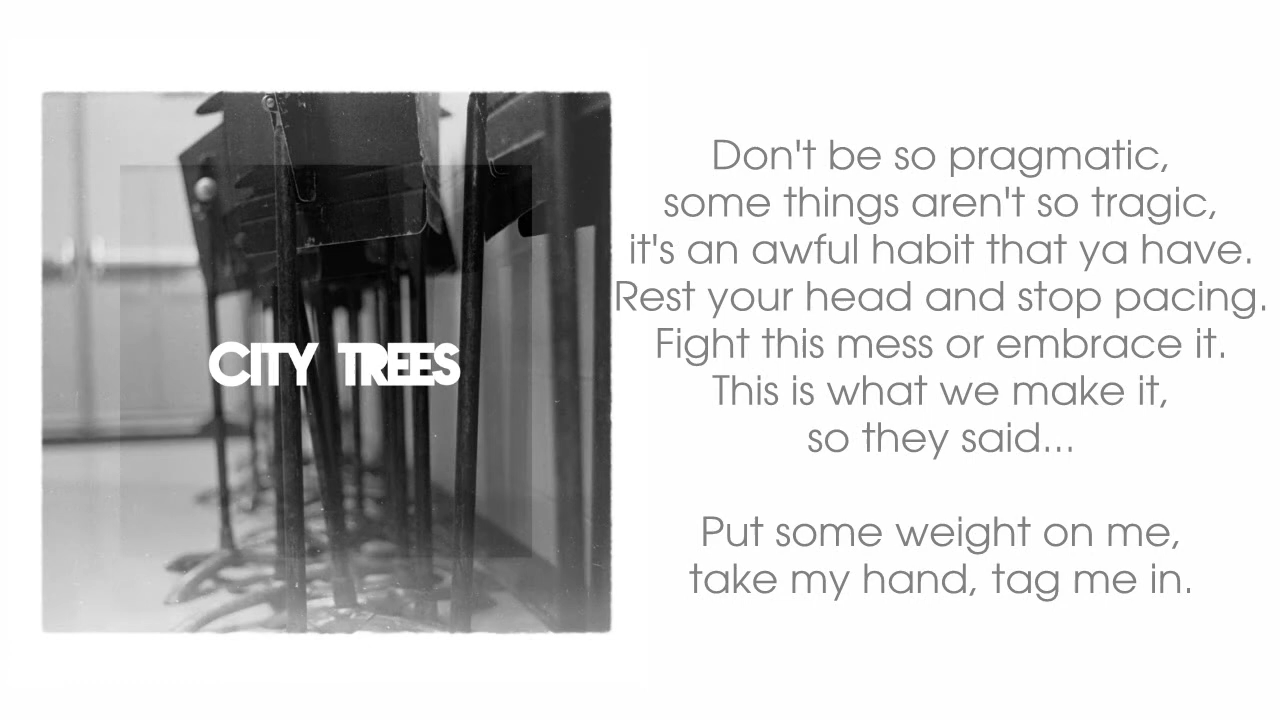 CITY TREES
Don't be so pragmatic,
some things aren't so tragic,
it's an awful habit that ya have.
Rest your head and stop pacing.
Fight this mess or embrace it.
This is what we make it,
so they said...
Put some weight on me,
take my hand, tag me in.